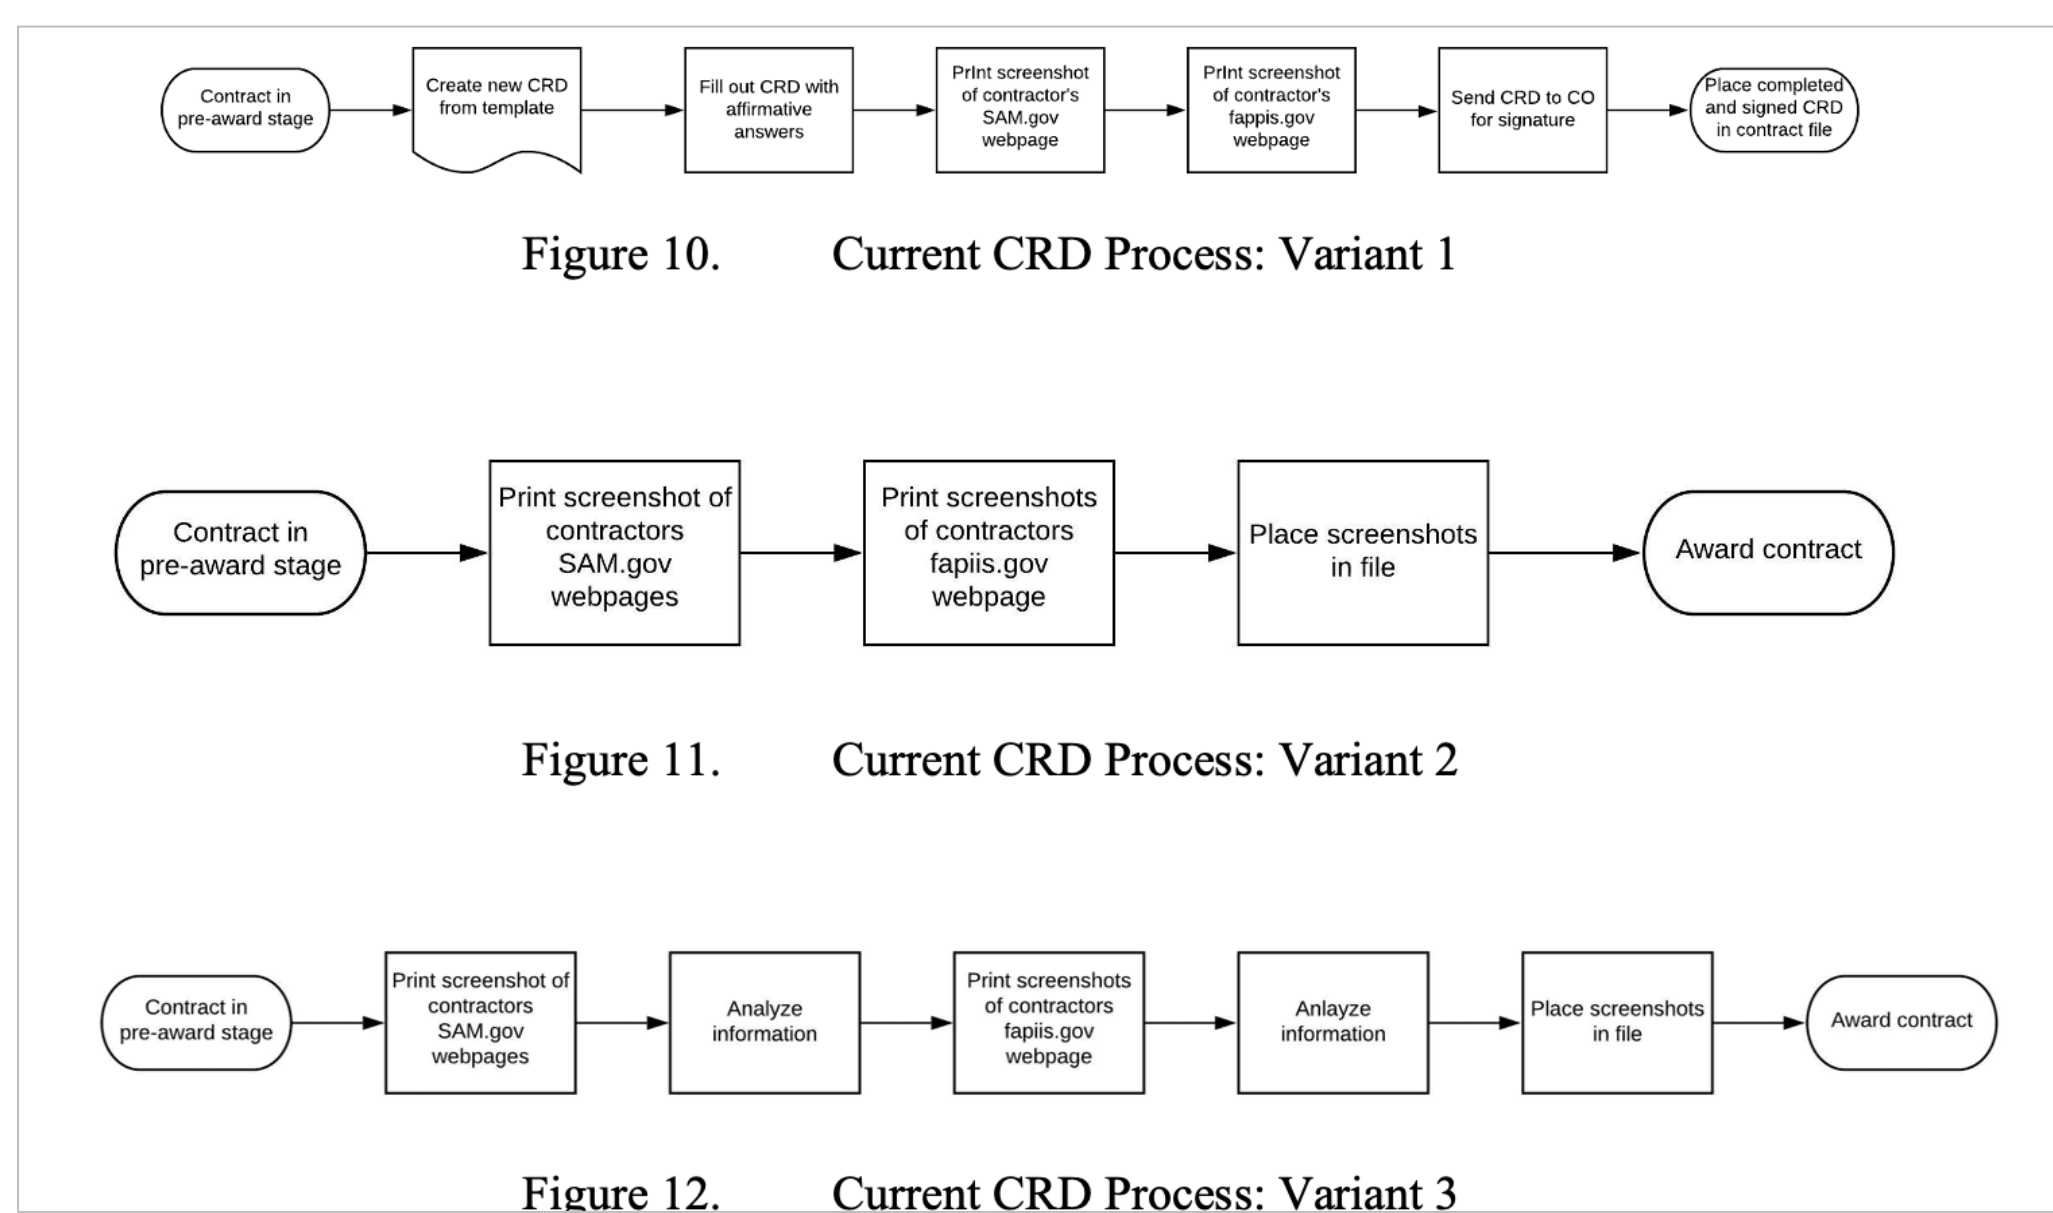 Contract in
pre-award stage
Create new CRD
from template
Fill out CRD with
affirmative
answers
PrInt screenshot
of contractor's
SAM.gov
webpage
PrInt screenshot
of contractor's
fappis.gov
webpage
Send CRD to CO
for signature
Place completed
and signed CRD
in contract file
Figure 10. Current CRD Process: Variant 1
Contract in
pre-award stage
Print screenshot of
contractors
SAM.gov
webpages
Print screenshots
of contractors
fapiis.gov
webpage
Place screenshots
in file
Award contract
Figure 11. Current CRD Process: Variant 2
Contract in
pre-award stage
Print screenshot of
contractors
SAM.gov
webpages
Analyze
information
Print screenshots
of contractors
fapiis.gov
webpage
Anlayze
information
Place screenshots
in file
Award contract
Figure 12. Current CRD Process: Variant 3